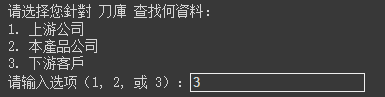 请选择您針對 刀庫 查找何資料:
1. 上游公司
2. 本產品公司
3. 下游客戶
请输入选项 (1, 2, 或 3) : 3